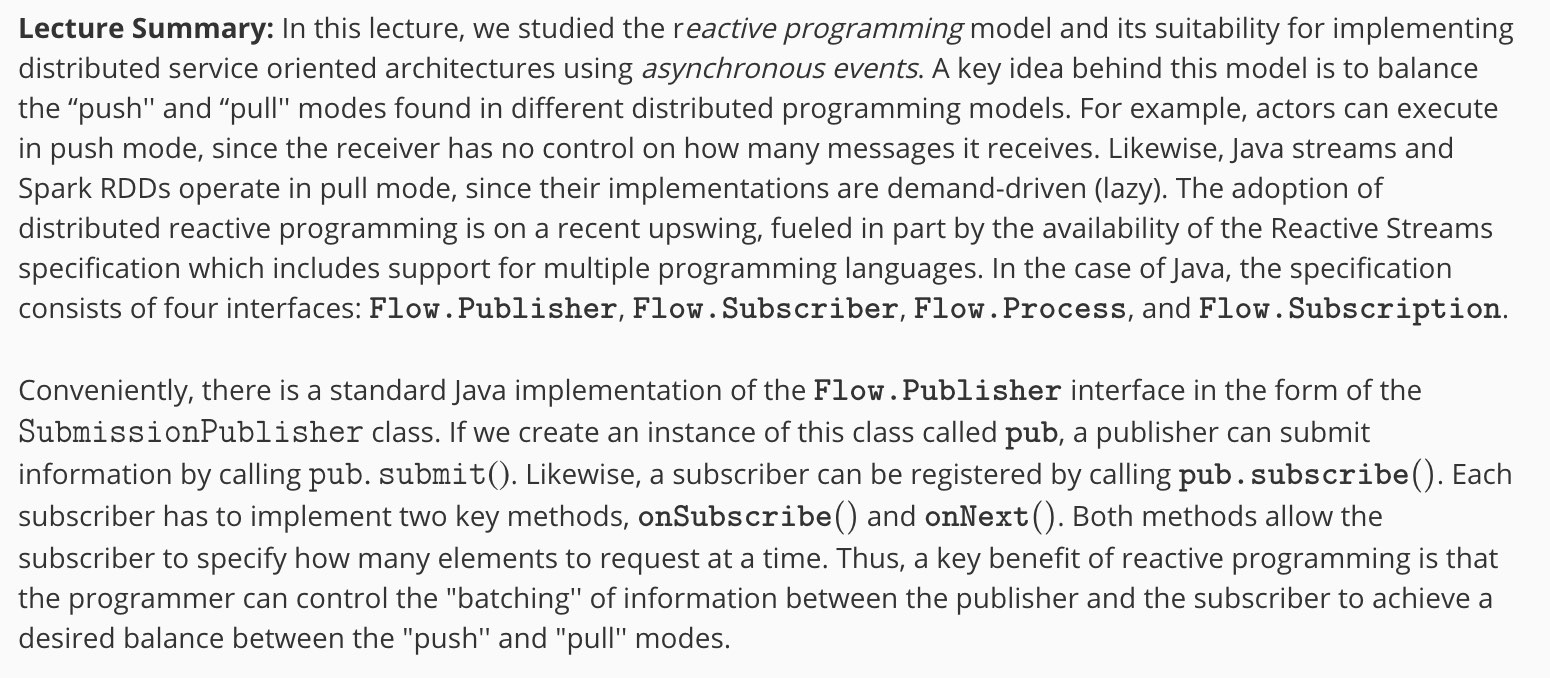 Lecture Summary: In this lecture, we studied the reactive programming model and its suitability for implementing
distributed service oriented architectures using asynchronous events. A key idea behind this model is to balance
the “push'' and “pull'' modes found in different distributed programming models. For example, actors can execute
in push mode, since the receiver has no control on how many messages it receives. Likewise, Java streams and
Spark RDDs operate in pull mode, since their implementations are demand-driven (lazy). The adoption of
distributed reactive programming is on a recent upswing, fueled in part by the availability of the Reactive Streams
specification which includes support for multiple programming languages. In the case of Java, the specification
consists of four interfaces: Flow.Publisher, Flow.Subscriber, Flow.Process, and Flow.Subscription.
Conveniently, there is a standard Java implementation of the Flow.Publisher interface in the form of the
SubmissionPublisher class. If we create an instance of this class called pub, a publisher can submit
information by calling pub. submit(). Likewise, a subscriber can be registered by calling pub.subscribe(). Each
subscriber has to implement two key methods, onSubscribe() and onNext(). Both methods allow the
subscriber to specify how many elements to request at a time. Thus, a key benefit of reactive programming is that
the programmer can control the "batching'' of information between the publisher and the subscriber to achieve a
desired balance between the "push'' and "pull'' modes.